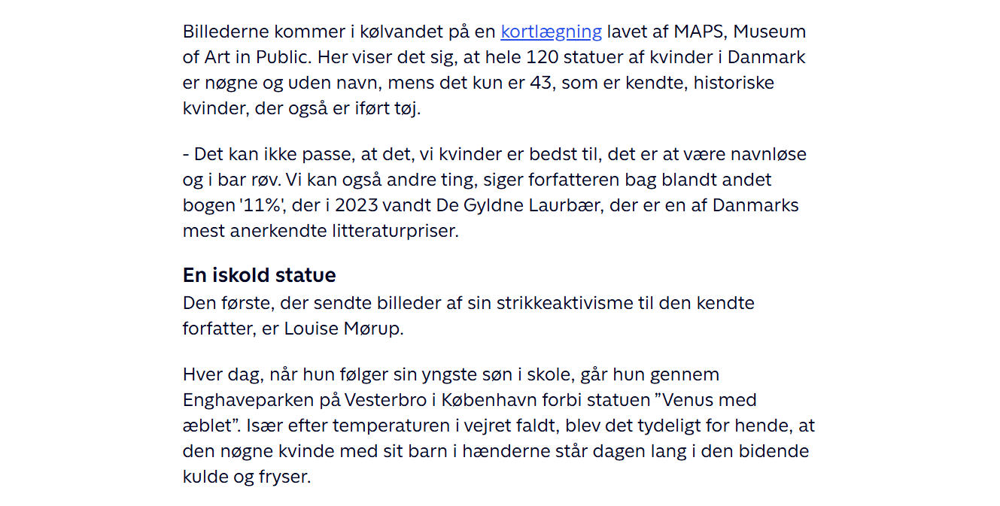 Billederne kommer i kølvandet på en kortlægning lavet af MAPS, Museum
of Art in Public. Her viser det sig, at hele 120 statuer af kvinder i Danmark
er nøgne og uden navn, mens det kun er 43, som er kendte, historiske
kvinder, der også er iført tøj.
- Det kan ikke passe, at det, vi kvinder er bedst til, det er at være navnløse
og i bar røv. Vi kan også andre ting, siger forfatteren bag blandt andet
bogen '11%', der i 2023 vandt De Gyldne Laurbær, der er en af Danmarks
mest anerkendte litteraturpriser.
En iskold statue
Den første, der sendte billeder af sin strikkeaktivisme til den kendte
forfatter, er Louise Mørup.
Hver dag, når hun følger sin yngste søn i skole, går hun gennem
Enghaveparken på Vesterbro i København forbi statuen ”Venus med
æblet”. Især efter temperaturen i vejret faldt, blev det tydeligt for hende, at
den nøgne kvinde med sit barn i hænderne står dagen lang i den bidende
kulde og fryser.